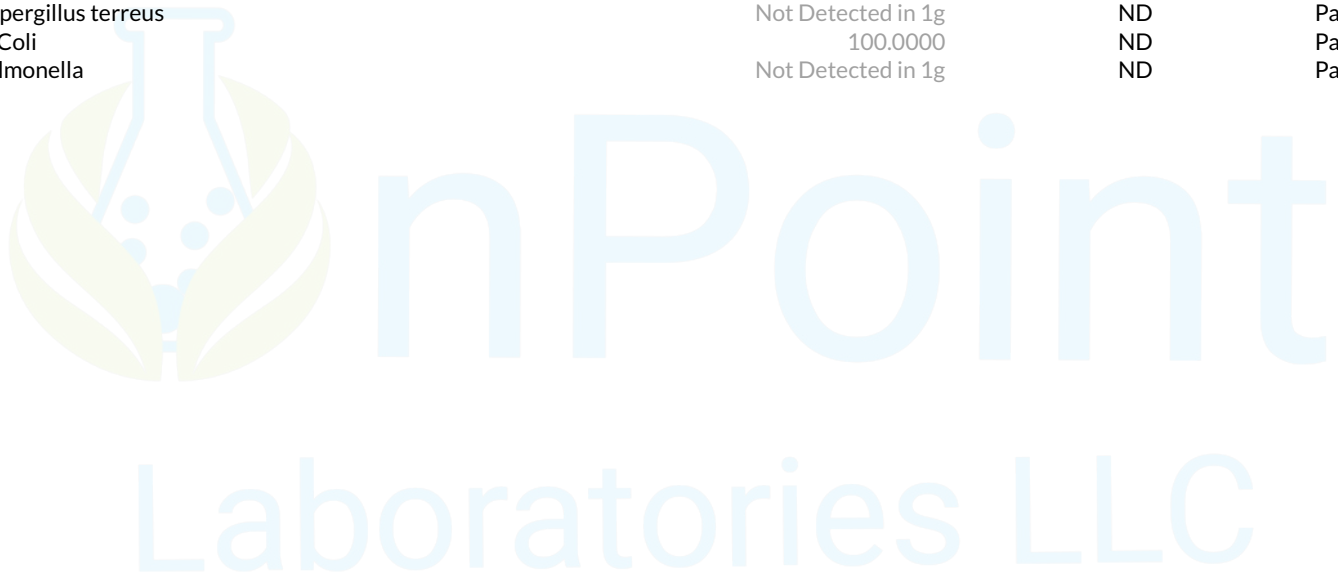 pergillus terreus Not Detected in 1g ND Pa
Coli 100.0000 ND Pa
lmonella Not Detected in 1g ND Pa
nPoint
Laboratories LLC